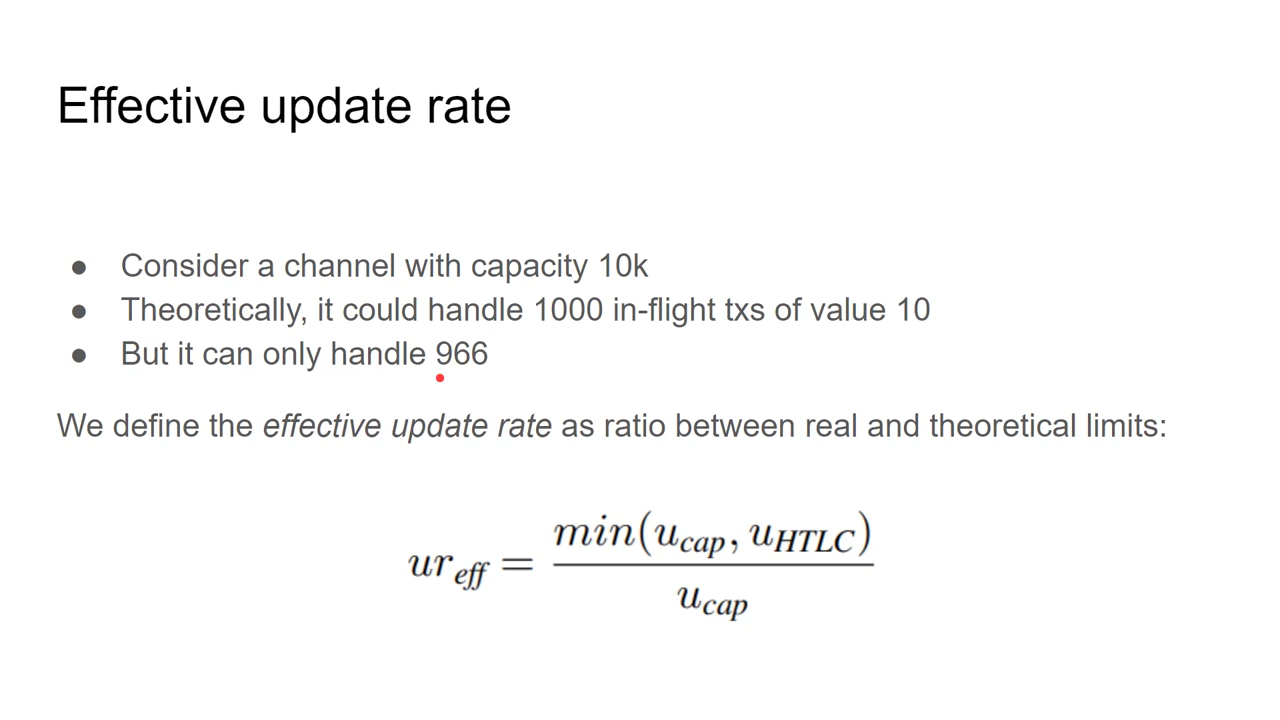 Effective update rate
● Consider a channel with capacity 10k
● Theoretically, it could handle 1000 in-flight txs of value 10
● But it can only handle 966
We define the effective update rate as ratio between real and theoretical limits:
ur_eff = min(u_cap, u_HTLC) / u_cap